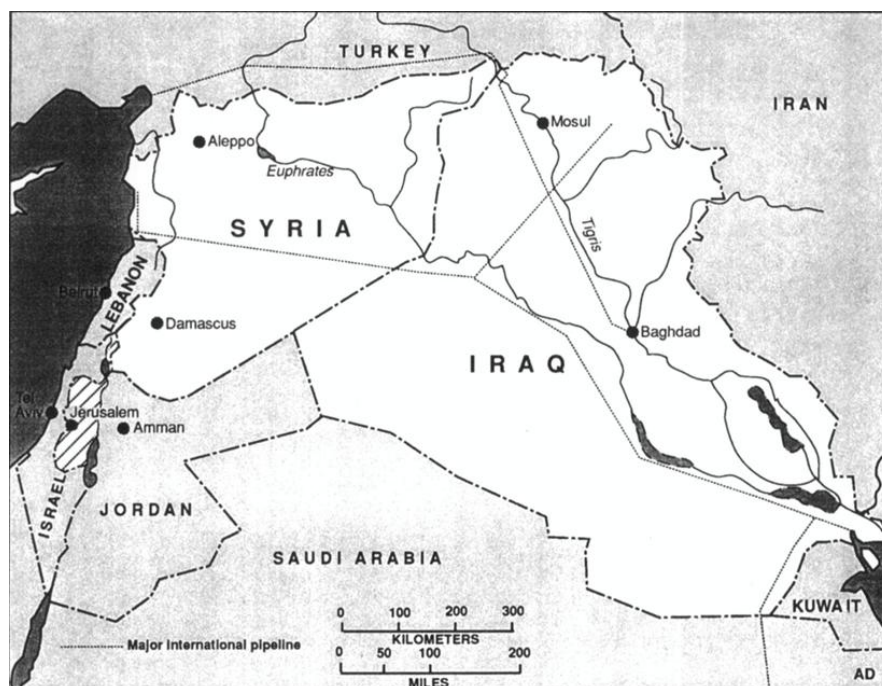 TURKEY
IRAN
Mosul
Aleppo
Euphrates
SYRIA
Tigris
LEBANON
Beirut
Damascus
Baghdad
IRAQ
Tel
Aviv
Jerusalem
Amman
ISRAEL
JORDAN
SAUDI ARABIA
KUWAIT
0 100 200 300
KILOMETERS
0 50 100 200
MILES
Major International pipeline
AD